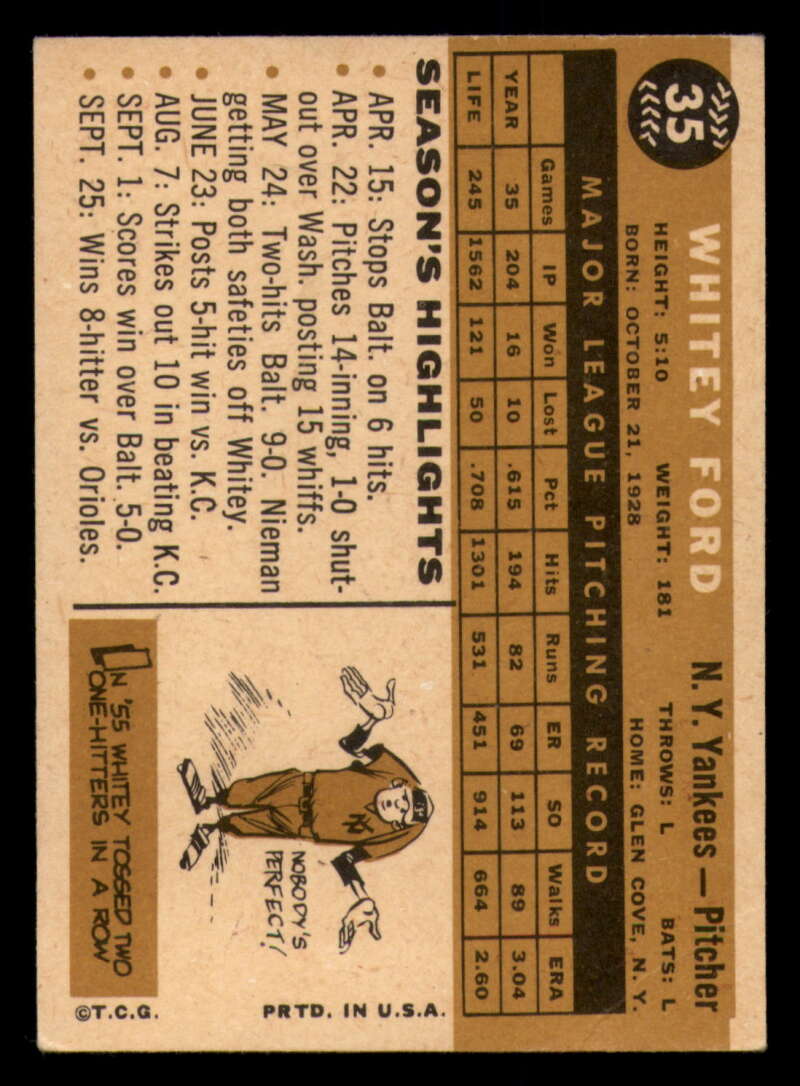 35
WHITEY FORD
N. Y. Yankees — Pitcher
HEIGHT: 5:10 WEIGHT: 181 THROWS: L BATS: L
BORN: OCTOBER 21, 1928 HOME: GLEN COVE, N. Y.
MAJOR LEAGUE PITCHING RECORD
Games IP Won Lost Pct Hits Runs ER SO Walks ERA
YEAR 35 204 16 10 .615 194 82 69 113 89 3.04
LIFE 245 1562 121 50 .708 1301 531 451 914 664 2.60
SEASON'S HIGHLIGHTS
• APR. 15: Stops Balt. on 6 hits.
• APR. 22: Pitches 14-inning, 1-0 shut-
out over Wash. posting 15 whiffs.
• MAY 24: Two-hits Balt. 9-0. Nieman
getting both safeties off Whitey.
• JUNE 23: Posts 5-hit win vs. K.C.
• AUG. 7: Strikes out 10 in beating K.C.
• SEPT. 1: Scores win over Balt. 5-0.
• SEPT. 25: Wins 8-hitter vs. Orioles.
NY
NOBODY'S
PERFECT!
IN '55 WHITEY TOSSED TWO
ONE-HITTERS IN A ROW
©T.C.G. PRTD. IN U.S.A.